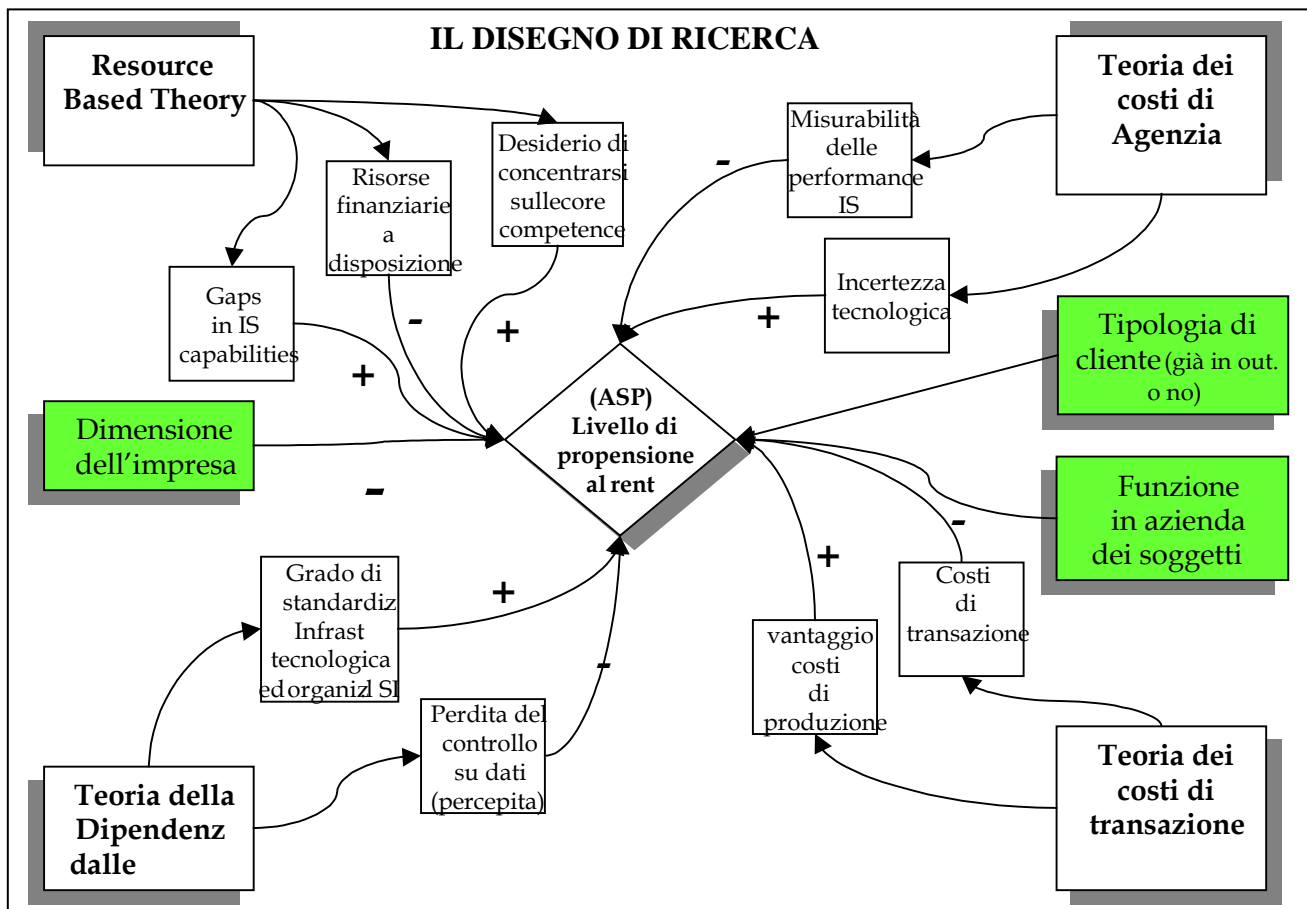 IL DISEGNO DI RICERCA
Resource
Based Theory
Teoria dei
costi di
Agenzia
Desiderio di
concentrarsi
sullecore
competence
Misurabilità
delle
performance
IS
-
Risorse
finanziarie
a
disposizione
Gaps
in IS
capabilities
Incertezza
tecnologica
-
+
+
+
Tipologia di
cliente (già in out.
o no)
(ASP)
Livello di
propensione
al rent
Dimensione
dell'impresa
-
Funzione
in azienda
dei soggetti
-
+
Grado di
standardiz
Infrast
tecnologica
ed organizl SI
+
Costi
di
transazione
vantaggio
costi
di
produzione
-
Perdita del
controllo
su dati
(percepita)
Teoria della
Dipendenz
dalle
Teoria dei
costi di
transazione